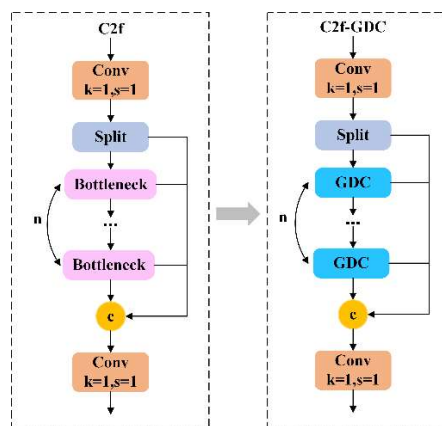 C2f
Conv
k=1,s=1
Split
Bottleneck
n
...
Bottleneck
c
Conv
k=1,s=1
C2f-GDC
Conv
k=1,s=1
Split
GDC
n
...
GDC
c
Conv
k=1,s=1